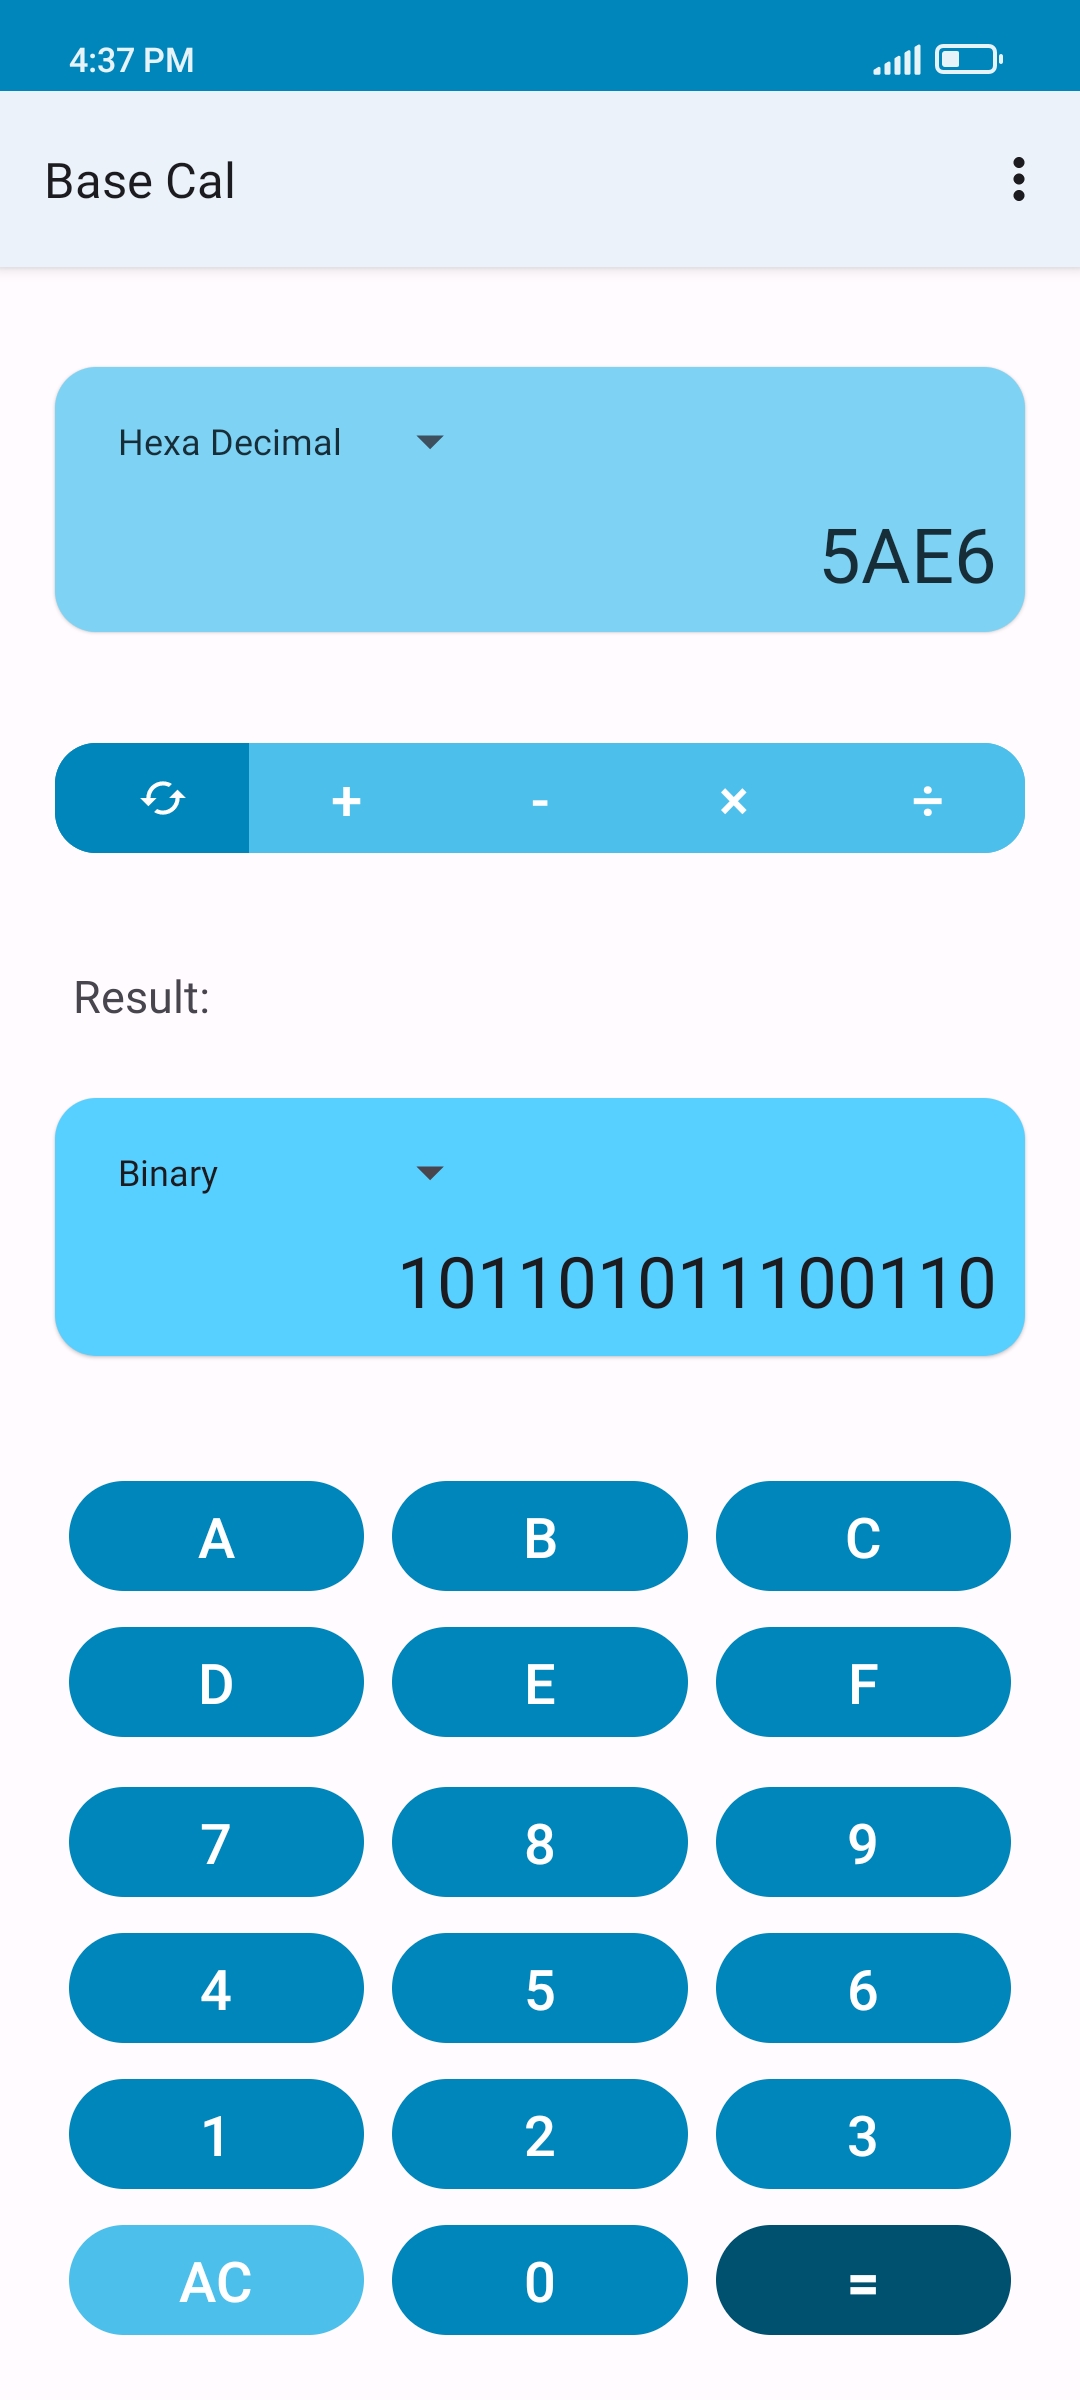 4:37 PM
Base Cal
Hexa Decimal
5AE6
+ - × ÷
Result:
Binary
101101011100110
A B C
D E F
7 8 9
4 5 6
1 2 3
AC 0 =